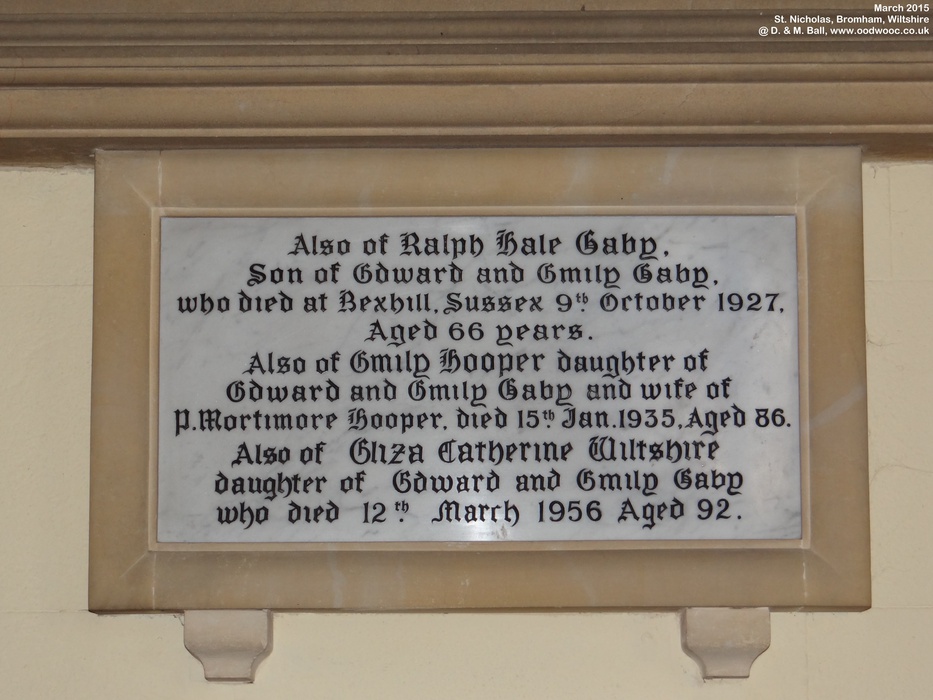 March 2015
St. Nicholas, Bromham, Wiltshire
@ D. & M. Ball, www.oodwooc.co.uk
Also of Ralph Hale Gaby,
Son of Edward and Emily Gaby,
who died at Bexhill, Sussex 9th. October 1927,
Aged 66 years.
Also of Emily Hooper daughter of
Edward and Emily Gaby and wife of
P. Mortimore Hooper, died 15th Jan. 1935, Aged 86.
Also of Eliza Catherine Wiltshire
daughter of Edward and Emily Gaby
who died 12th. March 1956 Aged 92.